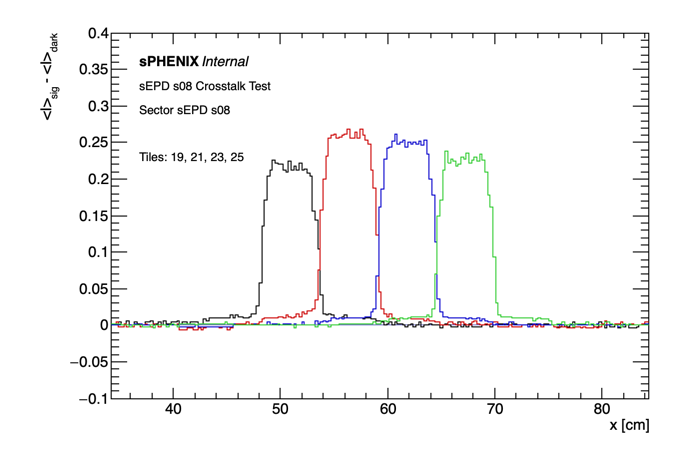 <I>sig - <I>dark
0.4
0.35
0.3
0.25
0.2
0.15
0.1
0.05
0
−0.05
−0.1
sPHENIX Internal
sEPD s08 Crosstalk Test
Sector sEPD s08
Tiles: 19, 21, 23, 25
40 50 60 70 80
x [cm]